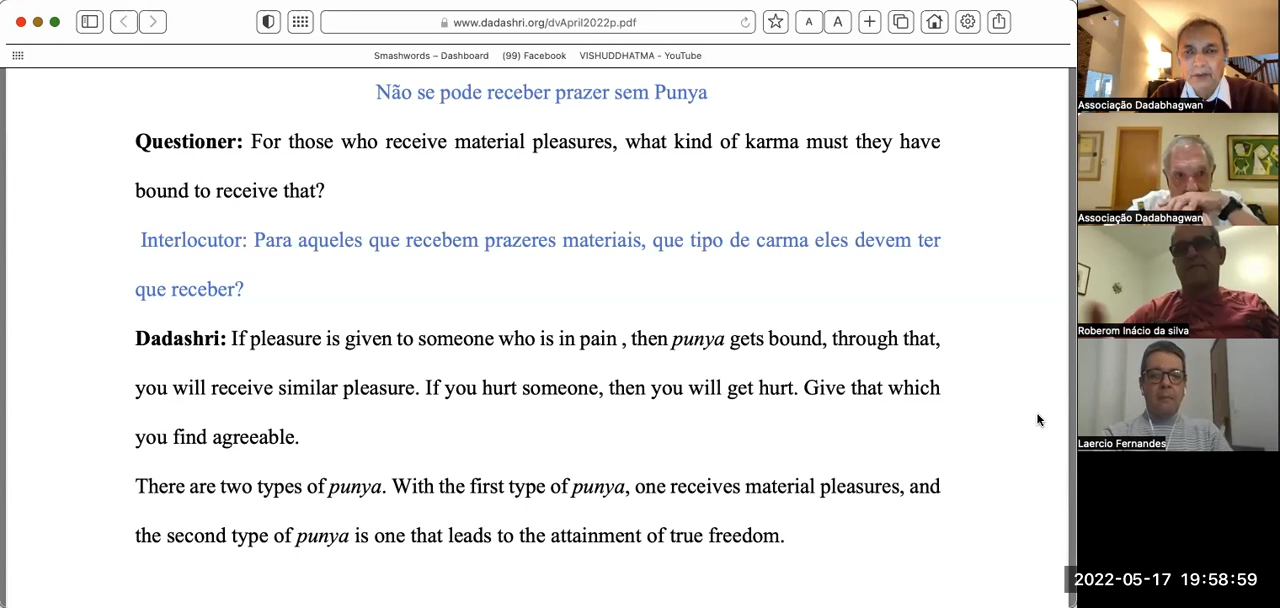 www.dadashri.org/dvApril2022p.pdf
A A
Smashwords – Dashboard (99) Facebook VISHUDDHATMA - YouTube
Não se pode receber prazer sem Punya
Questioner: For those who receive material pleasures, what kind of karma must they have
bound to receive that?
Interlocutor: Para aqueles que recebem prazeres materiais, que tipo de carma eles devem ter
que receber?
Dadashri: If pleasure is given to someone who is in pain , then punya gets bound, through that,
you will receive similar pleasure. If you hurt someone, then you will get hurt. Give that which
you find agreeable.
There are two types of punya. With the first type of punya, one receives material pleasures, and
the second type of punya is one that leads to the attainment of true freedom.
Associação Dadabhagwan
Associação Dadabhagwan
Roberom Inácio da silva
Laercio Fernandes
2022-05-17 19:58:59